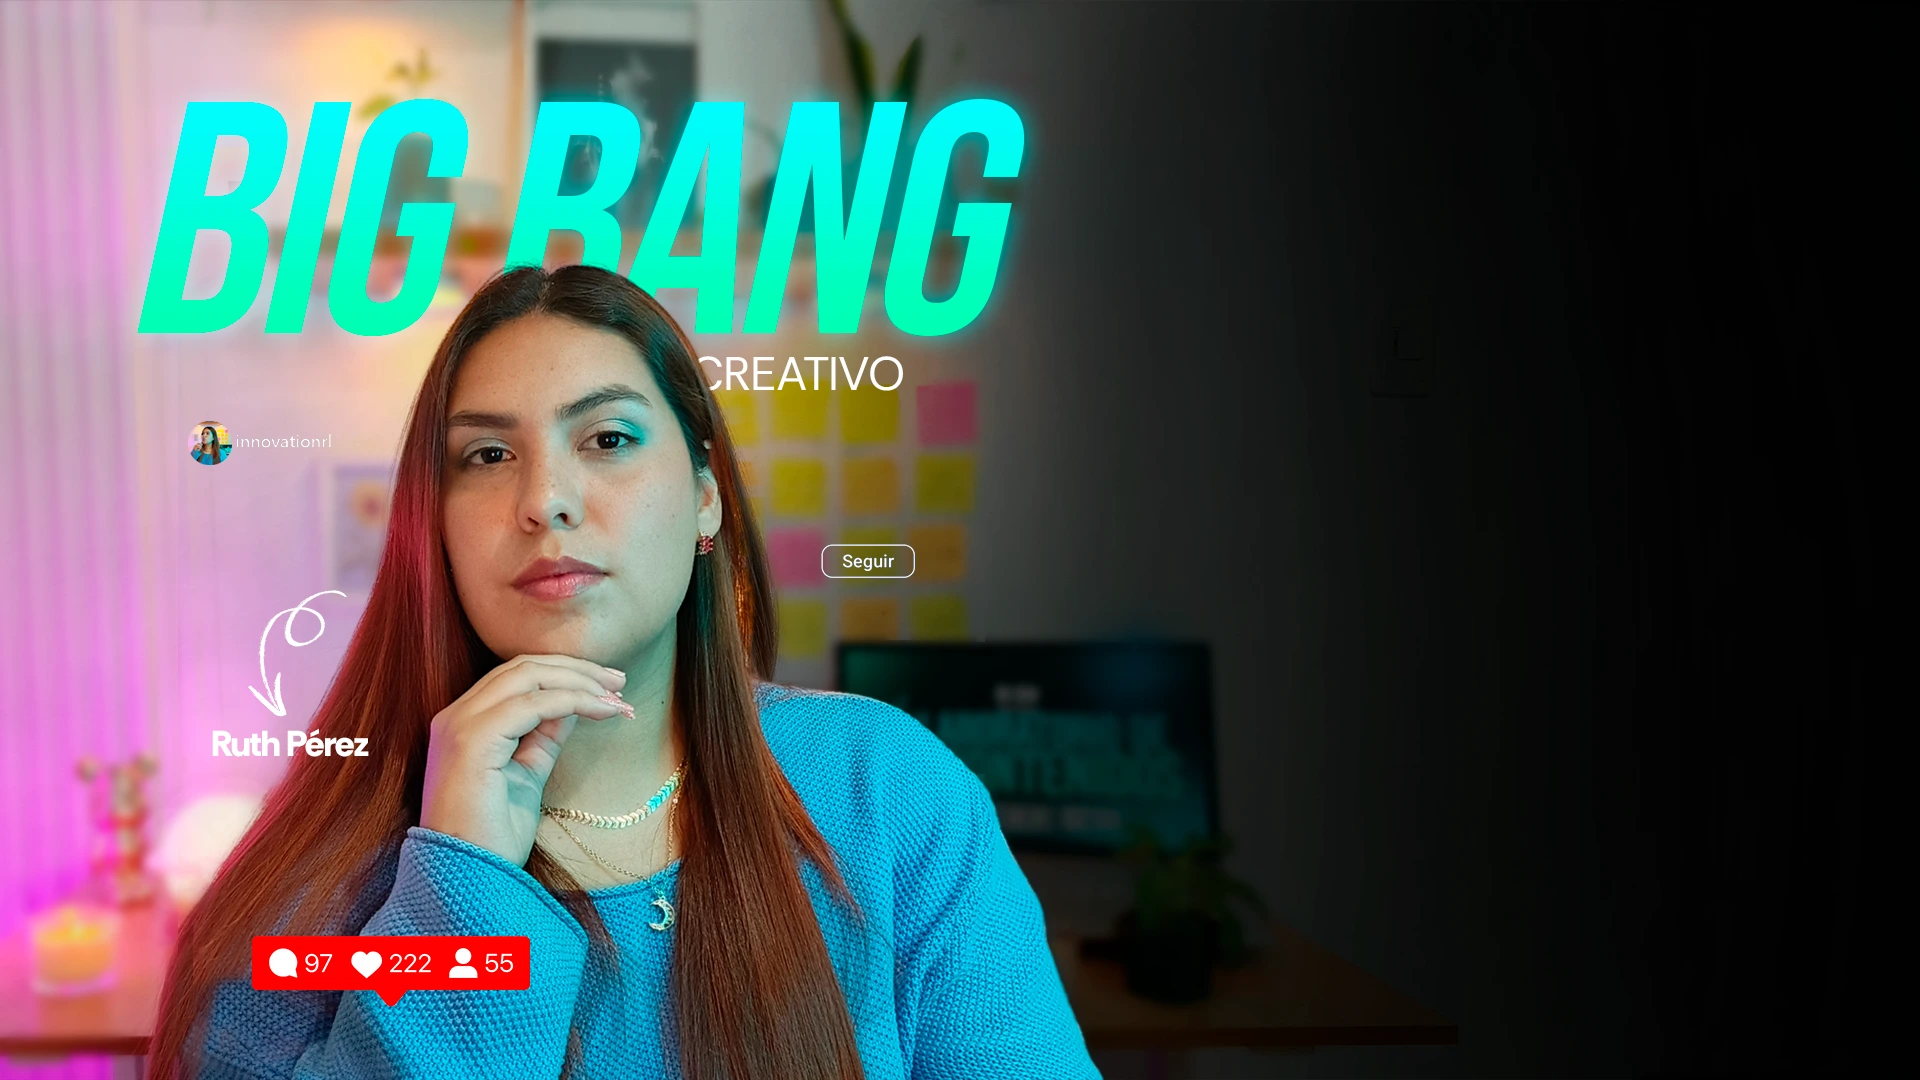 BIG BANG
CREATIVO
innovationrl
Seguir
Ruth Pérez
97 222 55